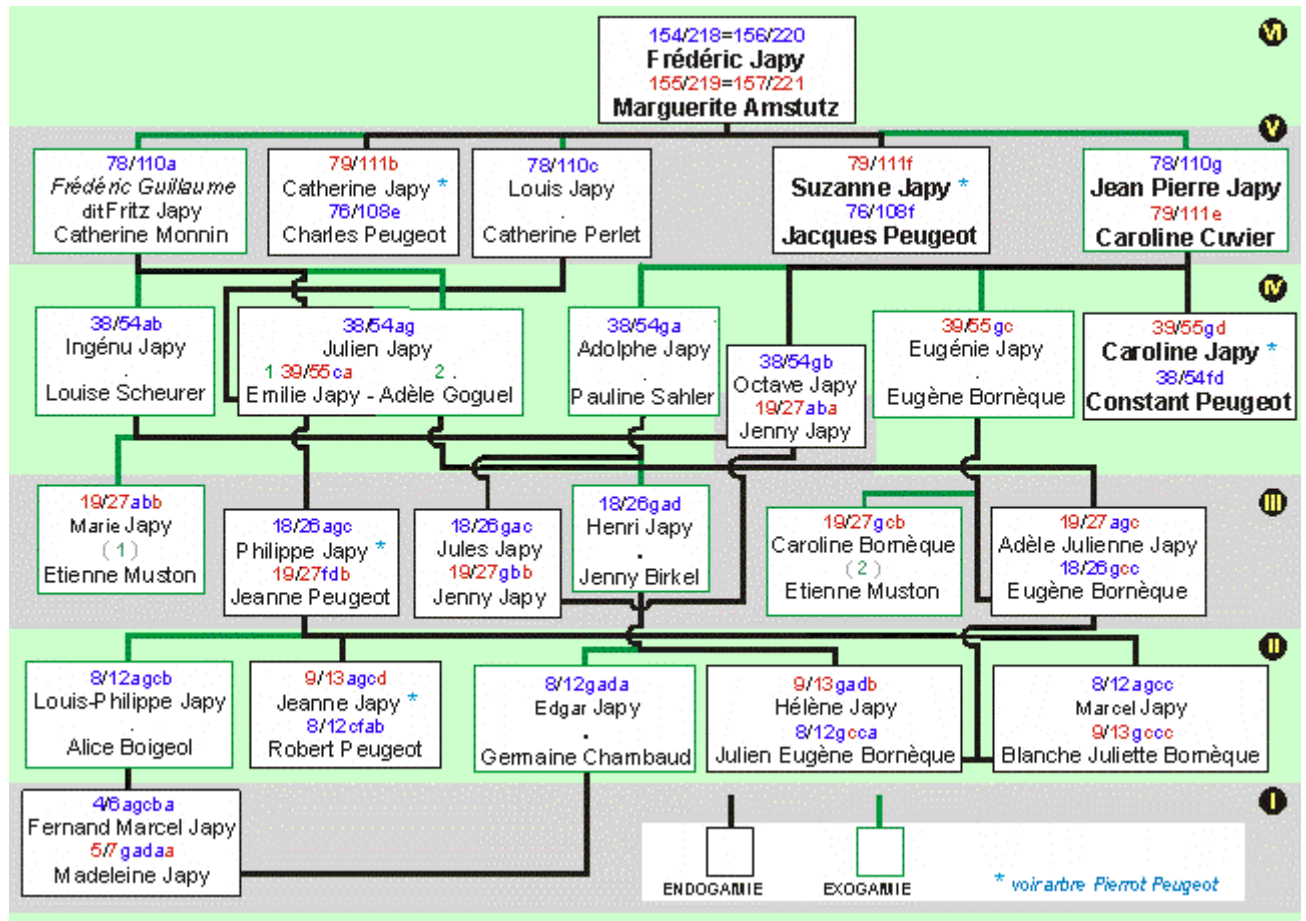 VI
154/218=156/220
Frédéric Japy
155/219=157/221
Marguerite Amstutz
V
78/110a
Frédéric Guillaume
dit Fritz Japy
Catherine Monnin
79/111b
Catherine Japy *
76/108e
Charles Peugeot
78/110c
Louis Japy
.
Catherine Perlet
79/111f
Suzanne Japy *
76/108f
Jacques Peugeot
78/110g
Jean Pierre Japy
79/111e
Caroline Cuvier
IV
38/54ab
Ingénu Japy
.
Louise Scheurer
38/54ag
Julien Japy
1 39/55ca 2 .
Emilie Japy - Adèle Goguel
38/54ga
Adolphe Japy
.
Pauline Sahler
38/54gb
Octave Japy
19/27aba
Jenny Japy
39/55gc
Eugénie Japy
.
Eugène Bornèque
39/55gd
Caroline Japy *
38/54fd
Constant Peugeot
III
19/27abb
Marie Japy
(1)
Etienne Muston
18/26agc
Philippe Japy *
19/27fdb
Jeanne Peugeot
18/26gac
Jules Japy
19/27gbb
Jenny Japy
18/26gad
Henri Japy
.
Jenny Birkel
19/27gcb
Caroline Bornèque
(2)
Etienne Muston
19/27agc
Adèle Julienne Japy
18/26gcc
Eugène Bornèque
II
8/12agcb
Louis-Philippe Japy
.
Alice Boigeol
9/13agcd
Jeanne Japy *
8/12cfab
Robert Peugeot
8/12gada
Edgar Japy
.
Germaine Chambaud
9/13gadb
Hélène Japy
8/12gcca
Julien Eugène Bornèque
8/12agcc
Marcel Japy
9/13gccc
Blanche Juliette Bornèque
I
4/6agcba
Fernand Marcel Japy
5/7gadaa
Madeleine Japy
ENDOGAMIE
EXOGAMIE
* voir arbre Pierrot Peugeot